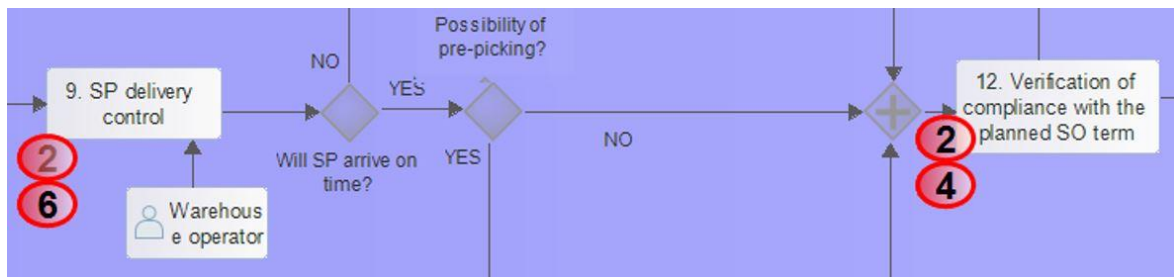 Possibility of
pre-picking?
NO
9. SP delivery
control
YES
12. Verification of
compliance with the
planned SO term
2
6
Will SP arrive on
time?
YES
NO
2
4
Warehous
e operator